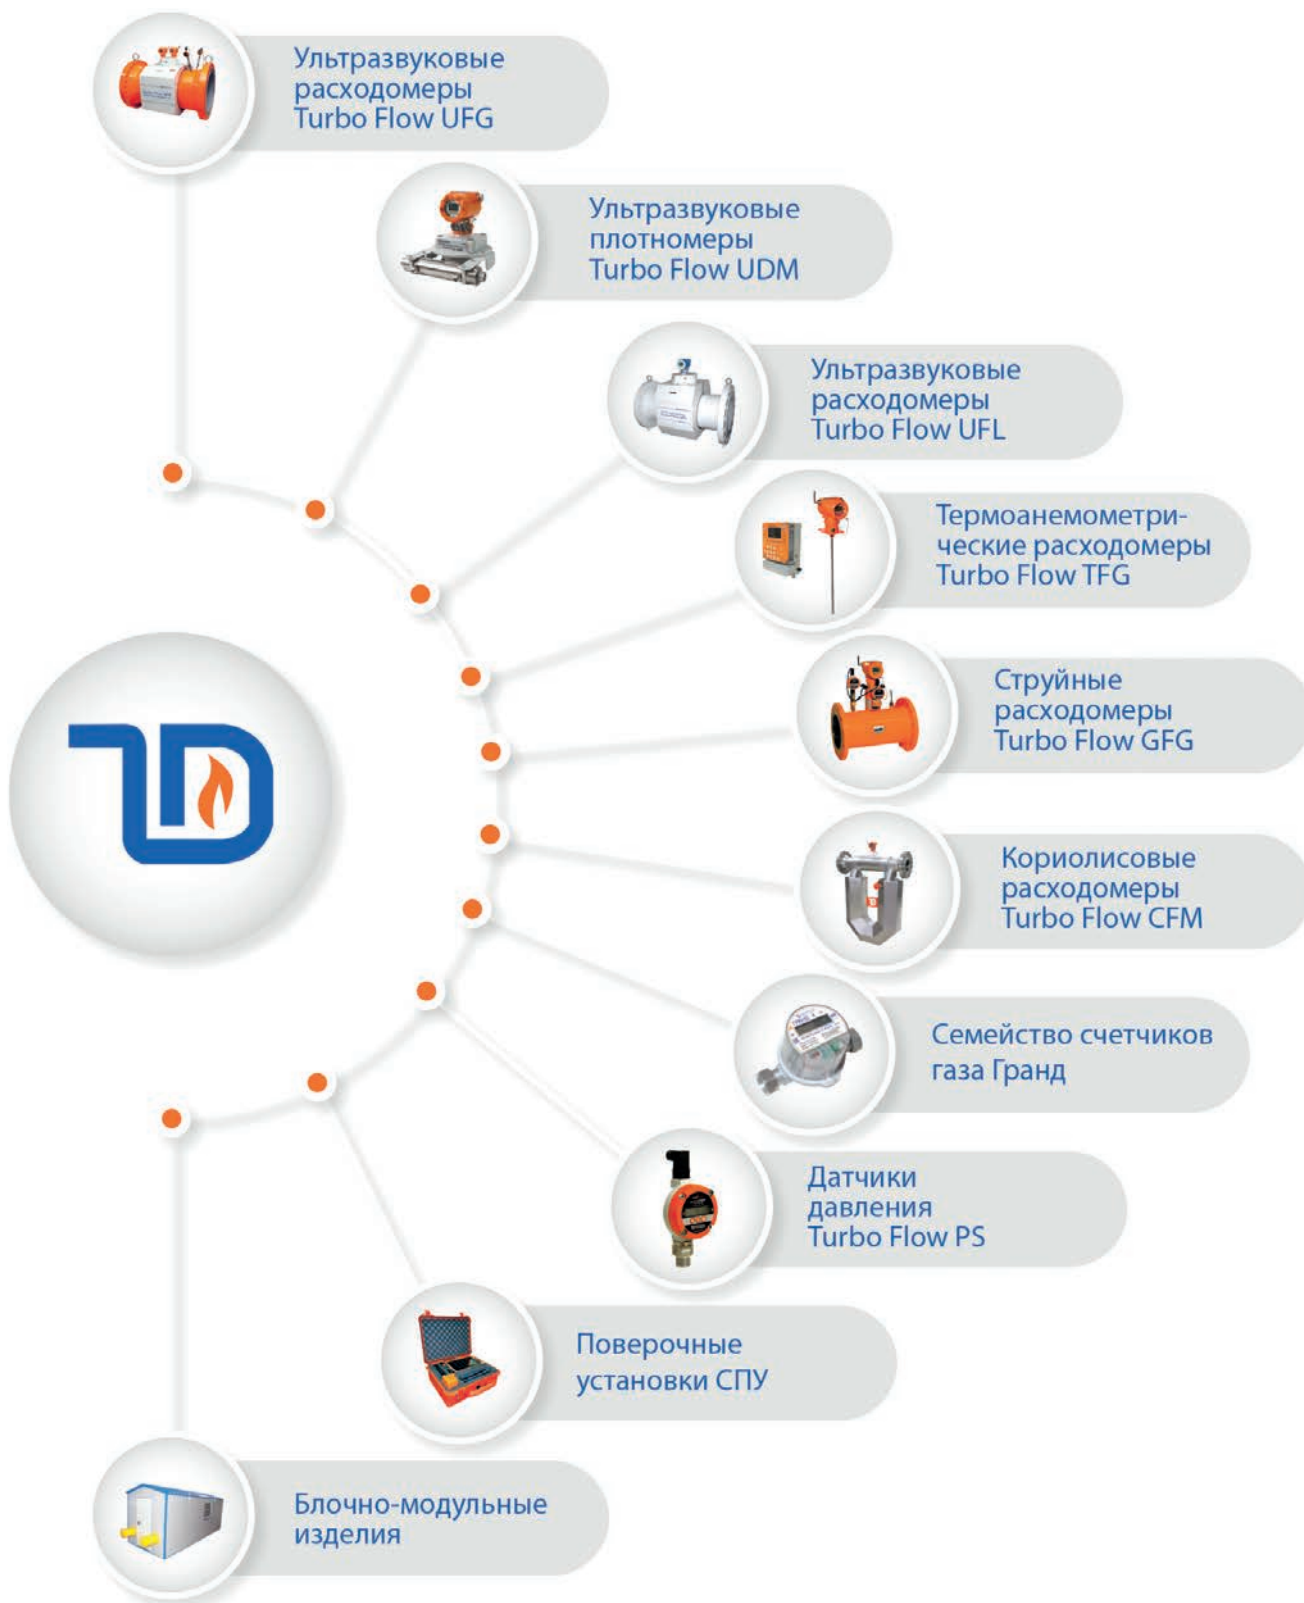 Ультразвуковые
расходомеры
Turbo Flow UFG
Ультразвуковые
плотномеры
Turbo Flow UDM
Ультразвуковые
расходомеры
Turbo Flow UFL
Термоанемометри-
ческие расходомеры
Turbo Flow TFG
Струйные
расходомеры
Turbo Flow GFG
Кориолисовые
расходомеры
Turbo Flow CFM
Семейство счетчиков
газа Гранд
Датчики
давления
Turbo Flow PS
Поверочные
установки СПУ
Блочно-модульные
изделия